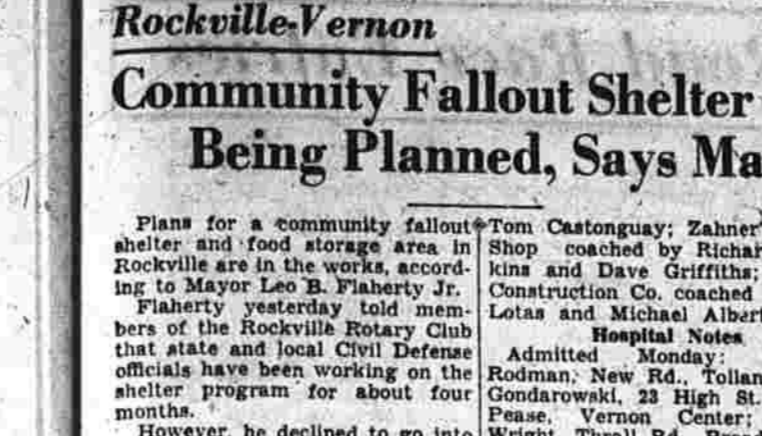 Rockville-Vernon
Community Fallout Shelter
Being Planned, Says Ma
Plans for a community fallout
shelter and food storage area in
Rockville are in the works, accord-
ing to Mayor Leo B. Flaherty Jr.
Flaherty yesterday told mem-
bers of the Rockville Rotary Club
that state and local Civil Defense
officials have been working on the
shelter program for about four
months.
However, he declined to go into
Tom Castonguay; Zahner
Shop coached by Richar
kins and Dave Griffiths;
Construction Co. coached
Lotas and Michael Albert
Hospital Notes
Admitted Monday:
Rodman, New Rd., Tollan
Gondarowski, 23 High St.
Pease, Vernon Center;
Wright, Thrall Rd.